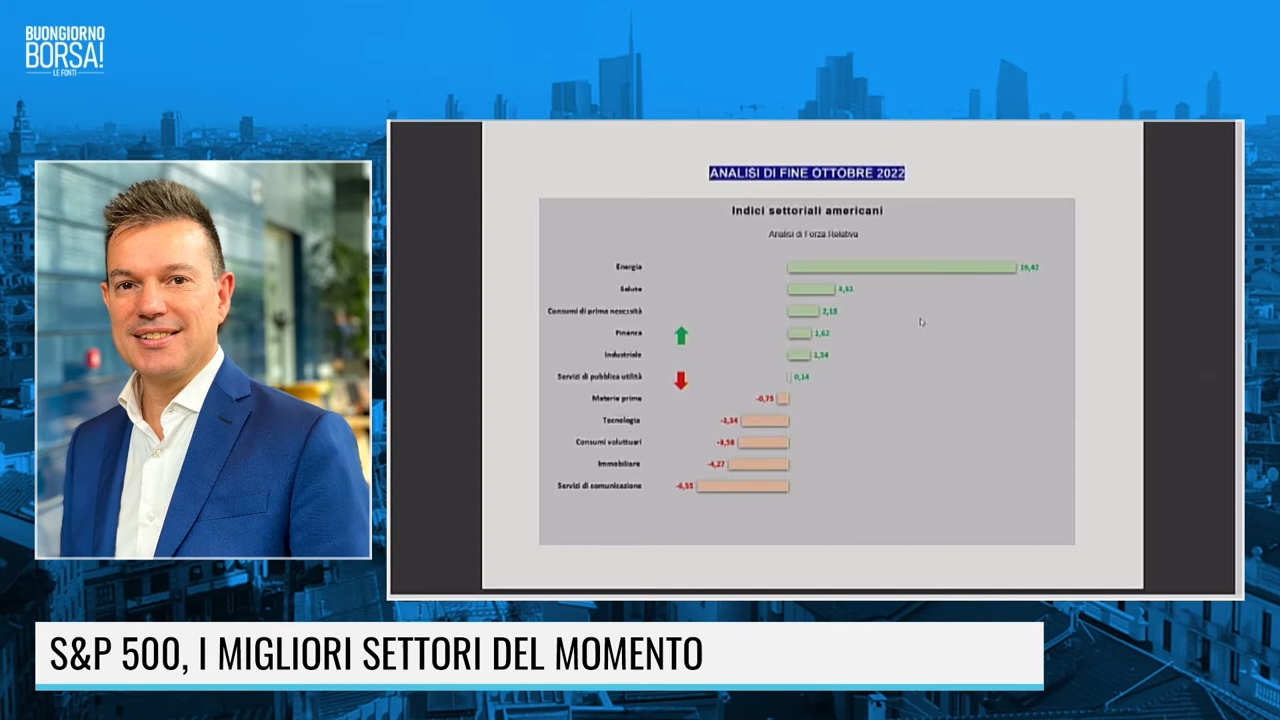 BUONGIORNO
BORSA!
LE FONTI
ANALISI DI FINE OTTOBRE 2022
Indici settoriali americani
Analisi di Forza Relativa
Energia
Salute 3,32
Consumi di prima necessità 2,18
Finanza 1,62
Industriale 1,54
Servizi di pubblica utilità 0,14
Materie prime -0,75
Tecnologia -3,34
Consumi voluttuari -3,58
Immobiliare -4,27
Servizi di comunicazione -6,55
S&P 500, I MIGLIORI SETTORI DEL MOMENTO